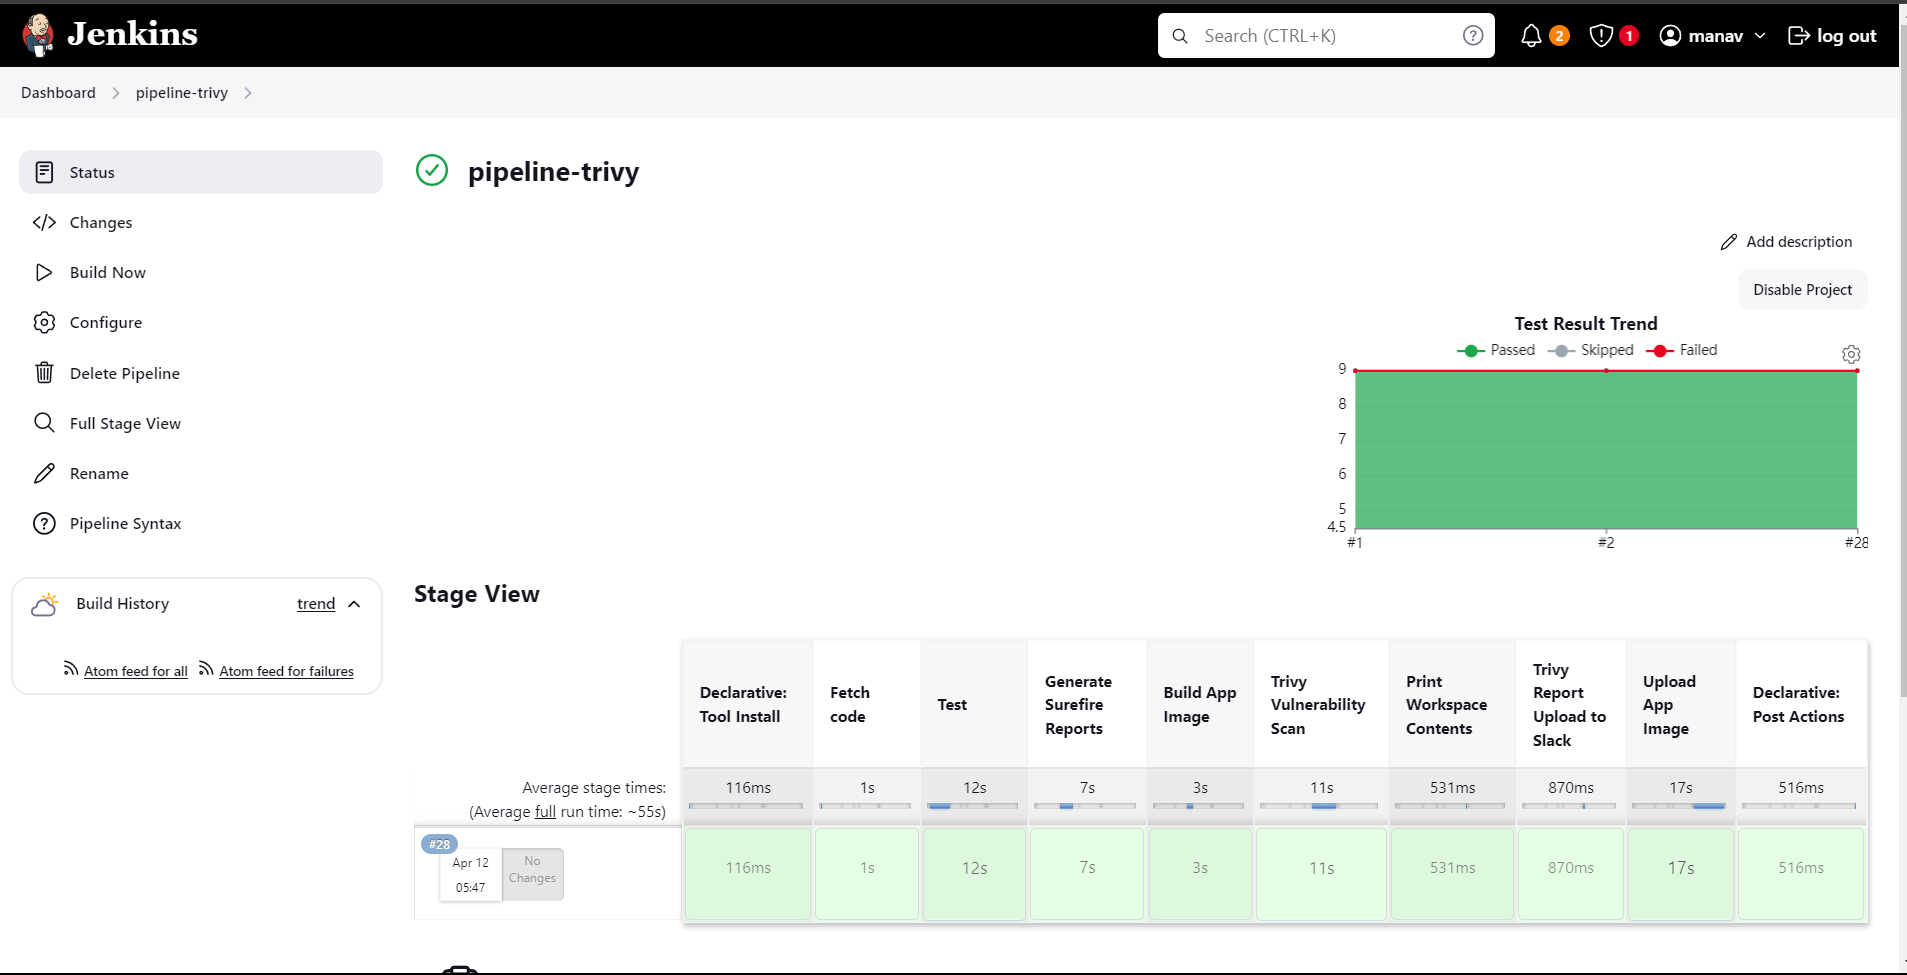 Jenkins
Search (CTRL+K)
2
1
manav
log out
Dashboard
pipeline-trivy
Status
Changes
Build Now
Configure
Delete Pipeline
Full Stage View
Rename
Pipeline Syntax
Build History
trend
Atom feed for all
Atom feed for failures
pipeline-trivy
Add description
Disable Project
Test Result Trend
Passed
Skipped
Failed
9
8
7
6
5
4.5
#1
#2
#28
Stage View
Declarative:
Tool Install
Fetch
code
Test
Generate
Surefire
Reports
Build App
Image
Trivy
Vulnerability
Scan
Print
Workspace
Contents
Trivy
Report
Upload to
Slack
Upload
App
Image
Declarative:
Post Actions
Average stage times:
(Average full run time: ~55s)
116ms
1s
12s
7s
3s
11s
531ms
870ms
17s
516ms
#28
Apr 12
05:47
No
Changes
116ms
1s
12s
7s
3s
11s
531ms
870ms
17s
516ms